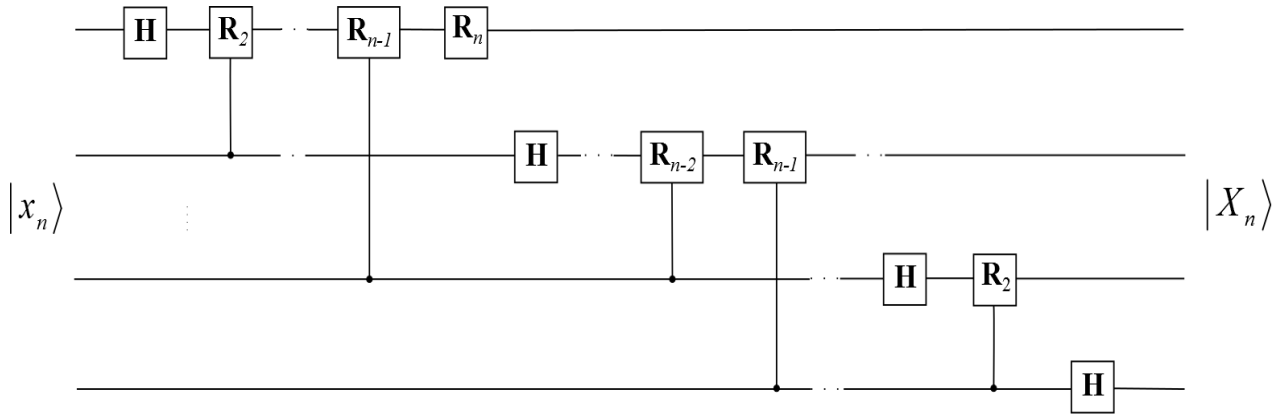 H R₂ Rₙ₋₁ Rₙ
H Rₙ₋₂ Rₙ₋₁
|xₙ⟩ |Xₙ⟩
H R₂
H